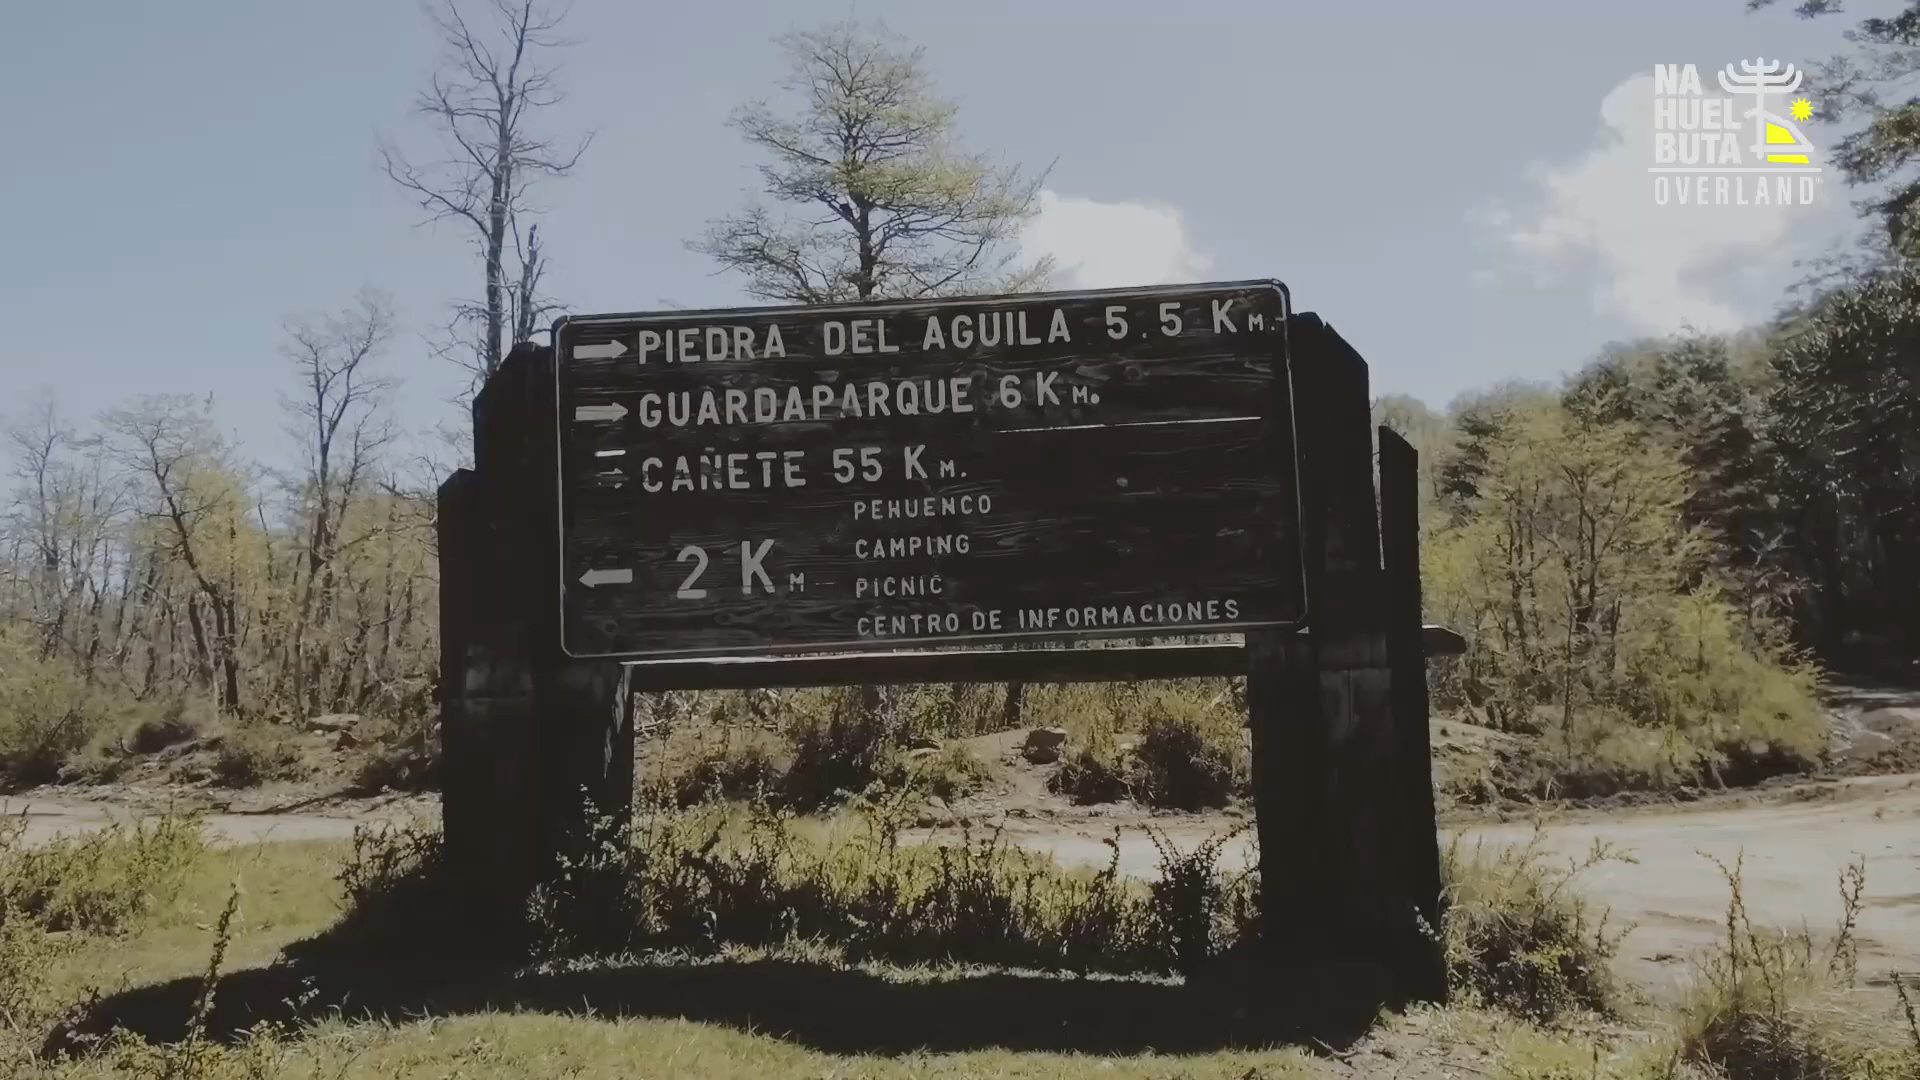 NA
HUEL
BUTA
OVERLAND
PIEDRA DEL AGUILA 5.5 KM.
GUARDAPARQUE 6 KM.
CAÑETE 55 KM.
PEHUENCO
CAMPING
2 KM
PICNIC
CENTRO DE INFORMACIONES